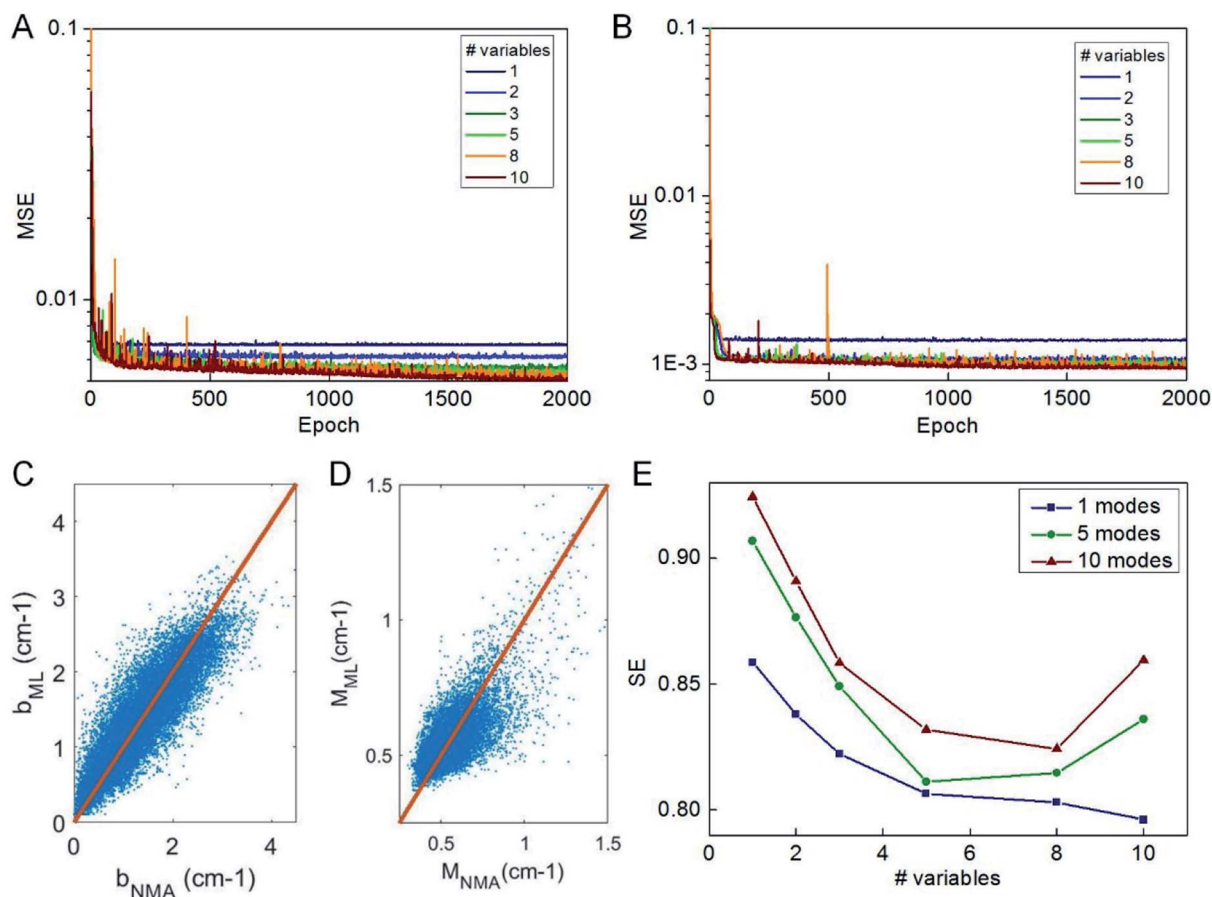 A
0.1
MSE
0.01
# variables
1
2
3
5
8
10
0
500
1000
1500
2000
Epoch
B
0.1
0.01
MSE
1E-3
# variables
1
2
3
5
8
10
0
500
1000
1500
2000
Epoch
C
4
3
2
1
0
b_ML (cm-1)
0
2
4
b_NMA (cm-1)
D
1.5
1
0.5
M_ML(cm-1)
0.5
1
1.5
M_NMA(cm-1)
E
0.90
0.85
0.80
SE
1 modes
5 modes
10 modes
0
2
4
6
8
10
# variables